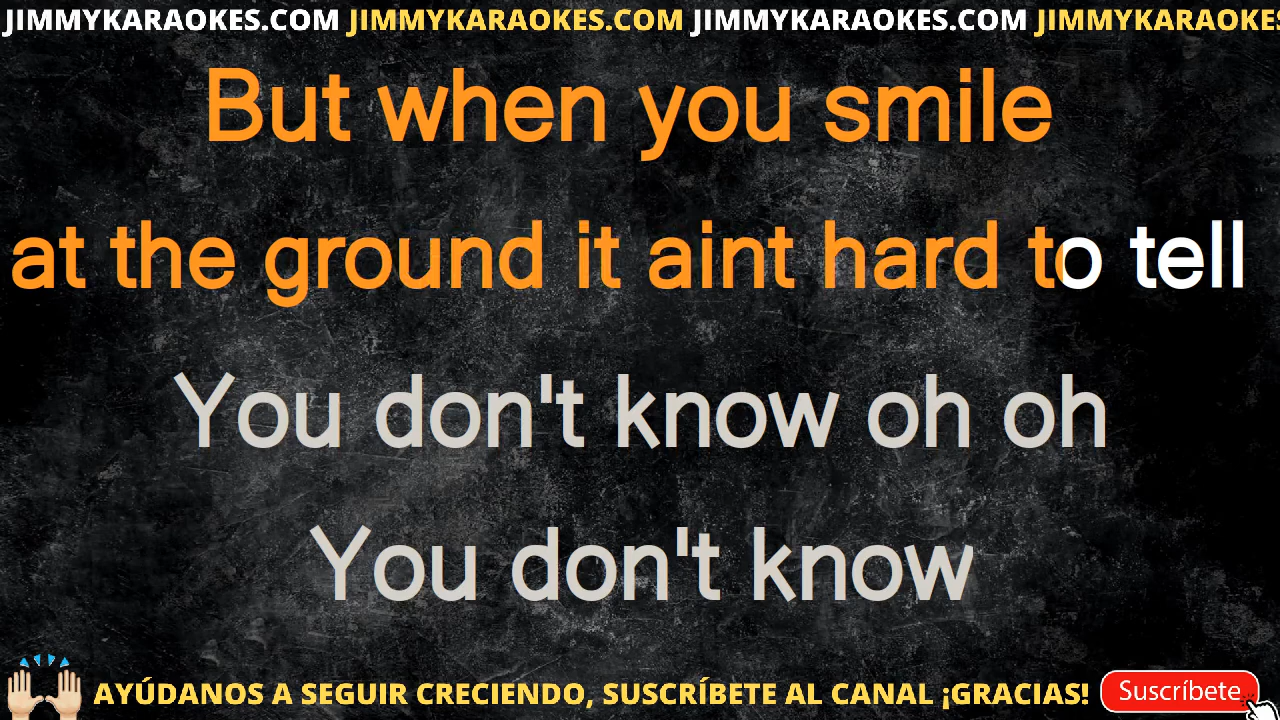 JIMMYKARAOKES.COM JIMMYKARAOKES.COM JIMMYKARAOKES.COM JIMMYKARAOKES
But when you smile
at the ground it aint hard to tell
You don't know oh oh
You don't know
AYÚDANOS A SEGUIR CRECIENDO, SUSCRÍBETE AL CANAL ¡GRACIAS! Suscríbete